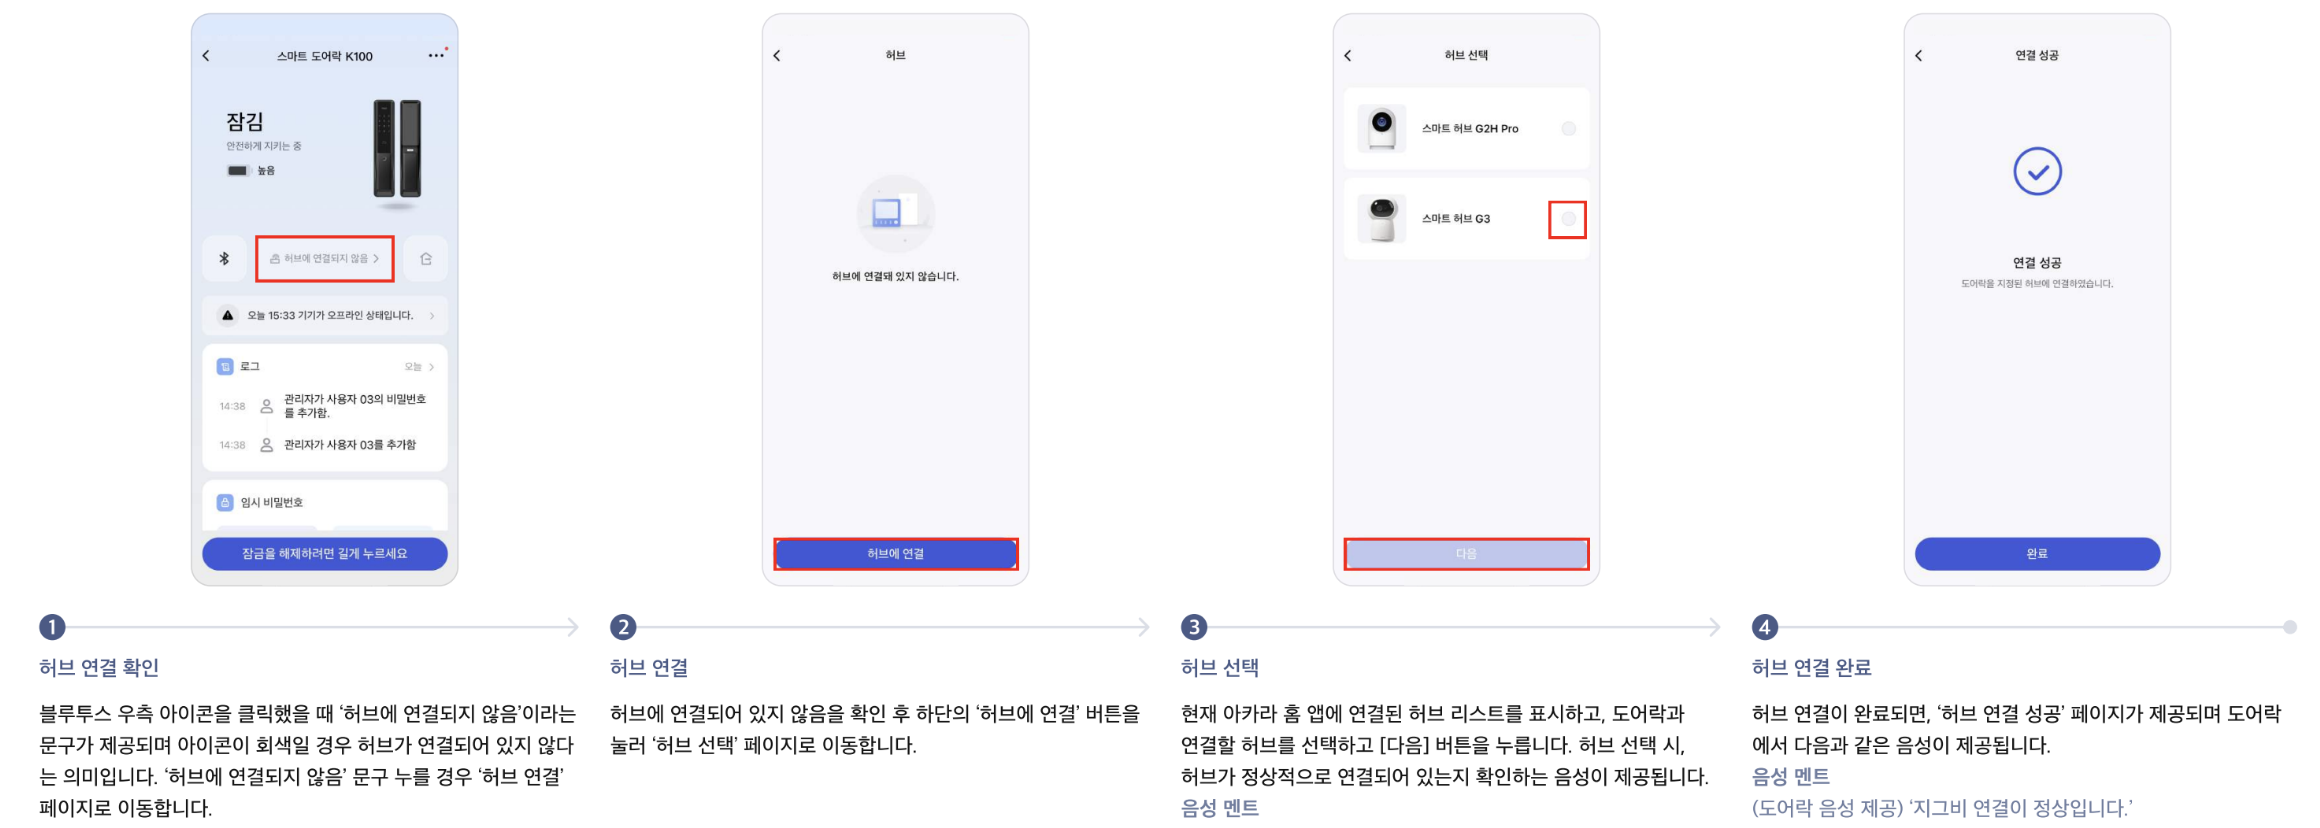 스마트 도어락 K100
잠김
안전하게 지키는 중
높음
허브에 연결되지 않음
오늘 15:33 기기가 오프라인 상태입니다.
로그
오늘
14:38
관리자가 사용자 03의 비밀번호
를 추가함.
14:38
관리자가 사용자 03를 추가함
임시 비밀번호
잠금을 해제하려면 길게 누르세요
허브
허브에 연결돼 있지 않습니다.
허브에 연결
허브 선택
스마트 허브 G2H Pro
스마트 허브 G3
다음
연결 성공
연결 성공
도어락을 지정된 허브에 연결하였습니다.
완료
1
허브 연결 확인
블루투스 우측 아이콘을 클릭했을 때 ‘허브에 연결되지 않음’이라는
문구가 제공되며 아이콘이 회색일 경우 허브가 연결되어 있지 않다
는 의미입니다. ‘허브에 연결되지 않음’ 문구 누를 경우 ‘허브 연결’
페이지로 이동합니다.
2
허브 연결
허브에 연결되어 있지 않음을 확인 후 하단의 ‘허브에 연결’ 버튼을
눌러 ‘허브 선택’ 페이지로 이동합니다.
3
허브 선택
현재 아카라 홈 앱에 연결된 허브 리스트를 표시하고, 도어락과
연결할 허브를 선택하고 [다음] 버튼을 누릅니다. 허브 선택 시,
허브가 정상적으로 연결되어 있는지 확인하는 음성이 제공됩니다.
음성 멘트
4
허브 연결 완료
허브 연결이 완료되면, ‘허브 연결 성공’ 페이지가 제공되며 도어락
에서 다음과 같은 음성이 제공됩니다.
음성 멘트
(도어락 음성 제공) ‘지그비 연결이 정상입니다.’